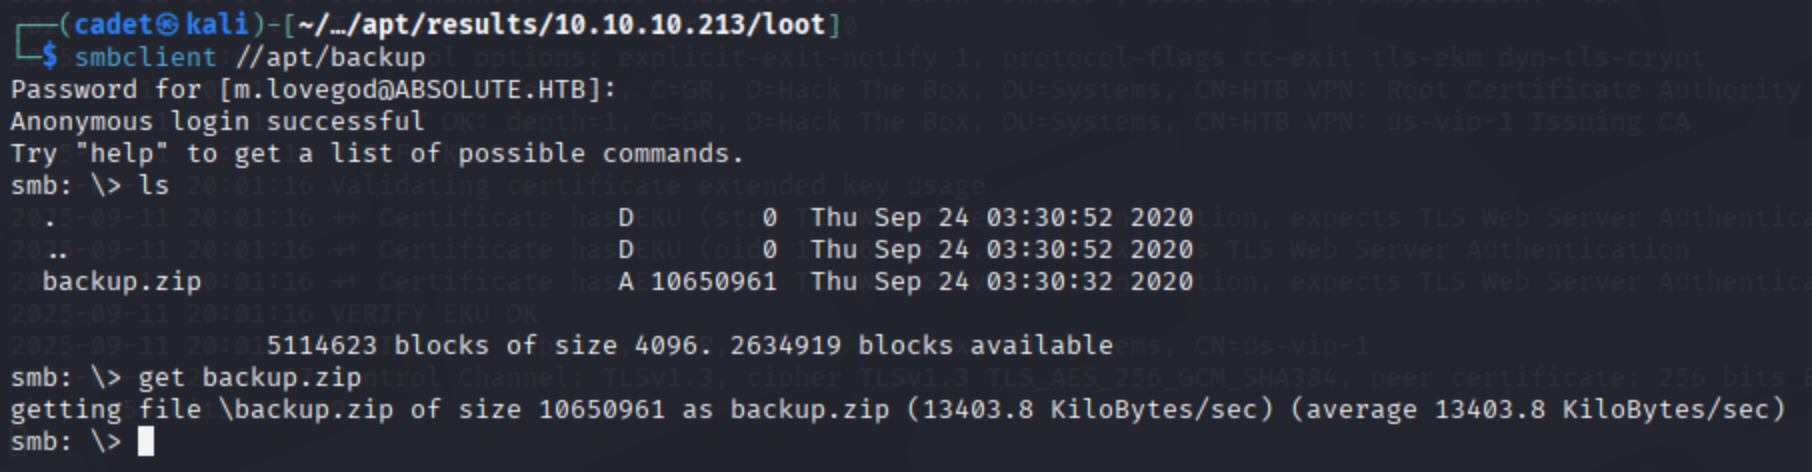 ┌──(cadet㉿kali)-[~/…/apt/results/10.10.10.213/loot]
└─$ smbclient //apt/backup
Password for [m.lovegod@ABSOLUTE.HTB]:
Anonymous login successful
Try "help" to get a list of possible commands.
smb: \> ls
  .                                   D        0  Thu Sep 24 03:30:52 2020
  ..                                  D        0  Thu Sep 24 03:30:52 2020
  backup.zip                          A 10650961  Thu Sep 24 03:30:32 2020
                5114623 blocks of size 4096. 2634919 blocks available
smb: \> get backup.zip
getting file \backup.zip of size 10650961 as backup.zip (13403.8 KiloBytes/sec) (average 13403.8 KiloBytes/sec)
smb: \>